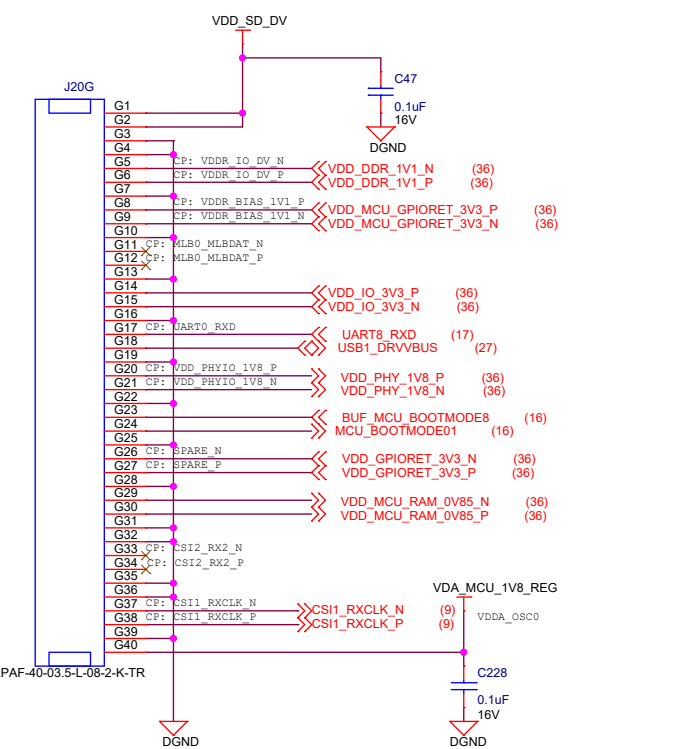 VDD_SD_DV
C47
0.1uF
16V
DGND
J20G
G1
G2
G3
G4
G5 CP: VDDR_IO_DV_N VDD_DDR_1V1_N (36)
G6 CP: VDDR_IO_DV_P VDD_DDR_1V1_P (36)
G7
G8 CP: VDDR_BIAS_1V1_P VDD_MCU_GPIORET_3V3_P (36)
G9 CP: VDDR_BIAS_1V1_N VDD_MCU_GPIORET_3V3_N (36)
G10
G11 CP: MLB0_MLBDAT_N
G12 CP: MLB0_MLBDAT_P
G13
G14 VDD_IO_3V3_P (36)
G15 VDD_IO_3V3_N (36)
G16
G17 CP: UART0_RXD UART8_RXD (17)
G18 USB1_DRVVBUS (27)
G19
G20 CP: VDD_PHYIO_1V8_P VDD_PHY_1V8_P (36)
G21 CP: VDD_PHYIO_1V8_N VDD_PHY_1V8_N (36)
G22
G23 BUF_MCU_BOOTMODE8 (16)
G24 MCU_BOOTMODE01 (16)
G25
G26 CP: SPARE_N VDD_GPIORET_3V3_N (36)
G27 CP: SPARE_P VDD_GPIORET_3V3_P (36)
G28
G29 VDD_MCU_RAM_0V85_N (36)
G30 VDD_MCU_RAM_0V85_P (36)
G31
G32
G33 CP: CSI2_RX2_N
G34 CP: CSI2_RX2_P
G35
G36
G37 CP: CSI1_RXCLK_N CSI1_RXCLK_N (9)
G38 CP: CSI1_RXCLK_P CSI1_RXCLK_P (9)
G39
G40
PAF-40-03.5-L-08-2-K-TR
VDA_MCU_1V8_REG
VDDA_OSC0
C228
0.1uF
16V
DGND
DGND